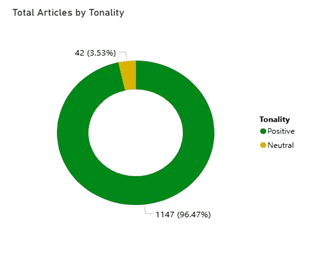 Total Articles by Tonality
42 (3.53%)
Tonality
Positive
Neutral
1147 (96.47%)